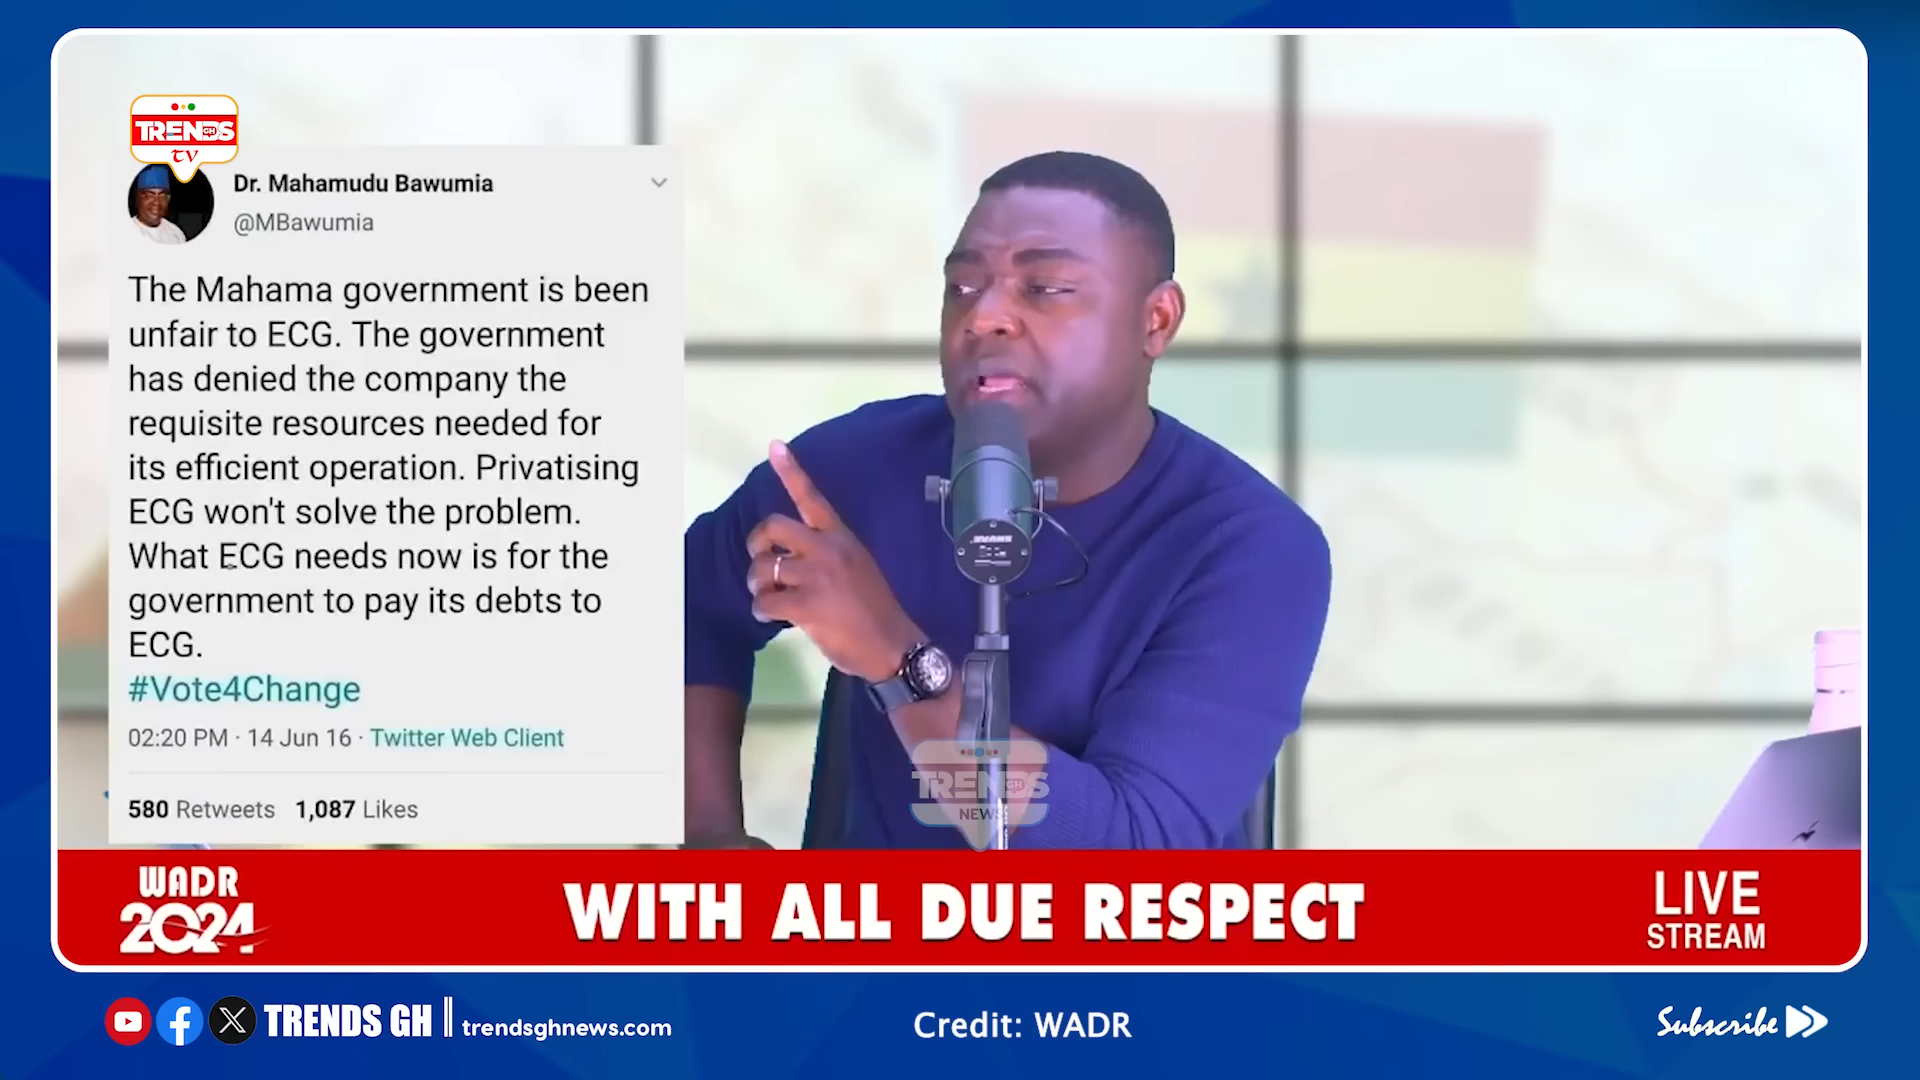 TRENDS GH
TV
Dr. Mahamudu Bawumia
@MBawumia
The Mahama government is been
unfair to ECG. The government
has denied the company the
requisite resources needed for
its efficient operation. Privatising
ECG won't solve the problem.
What ECG needs now is for the
government to pay its debts to
ECG.
#Vote4Change
02:20 PM · 14 Jun 16 · Twitter Web Client
580 Retweets 1,087 Likes
TRENDS GH
NEWS
WADR
2024
WITH ALL DUE RESPECT
LIVE
STREAM
TRENDS GH
trendsghnews.com
Credit: WADR
Subscribe